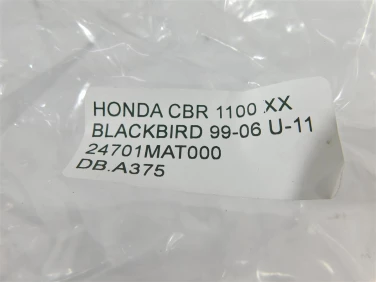 HONDA CBR 1100 XX
BLACKBIRD 99-06 U-11
24701MAT000
DB.A375